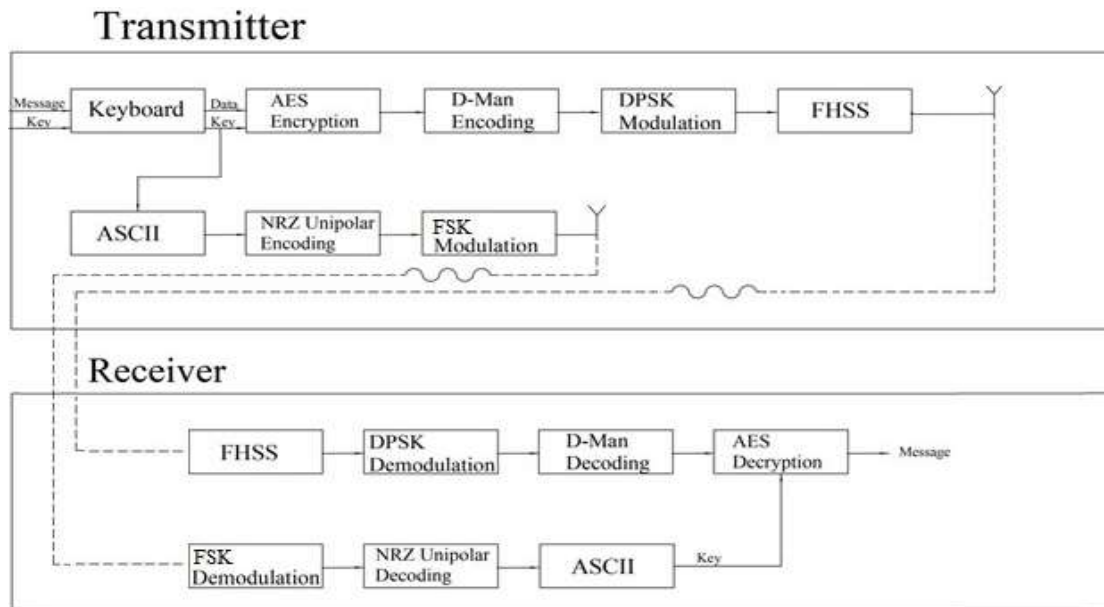 Transmitter
Message
Key
Keyboard
Data
Key
AES
Encryption
D-Man
Encoding
DPSK
Modulation
FHSS
ASCII
NRZ Unipolar
Encoding
FSK
Modulation
Receiver
FHSS
DPSK
Demodulation
D-Man
Decoding
AES
Decryption
Message
FSK
Demodulation
NRZ Unipolar
Decoding
ASCII
Key